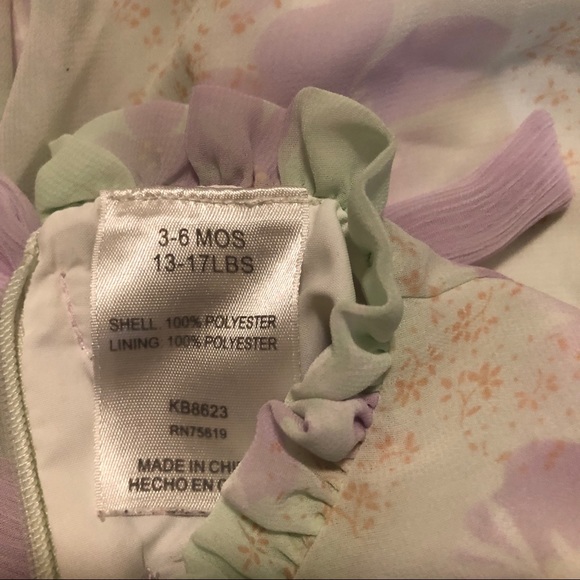 3-6 MOS
13-17LBS
SHELL: 100% POLYESTER
LINING: 100% POLYESTER
KB8623
RN75619
MADE IN
HECHO EN